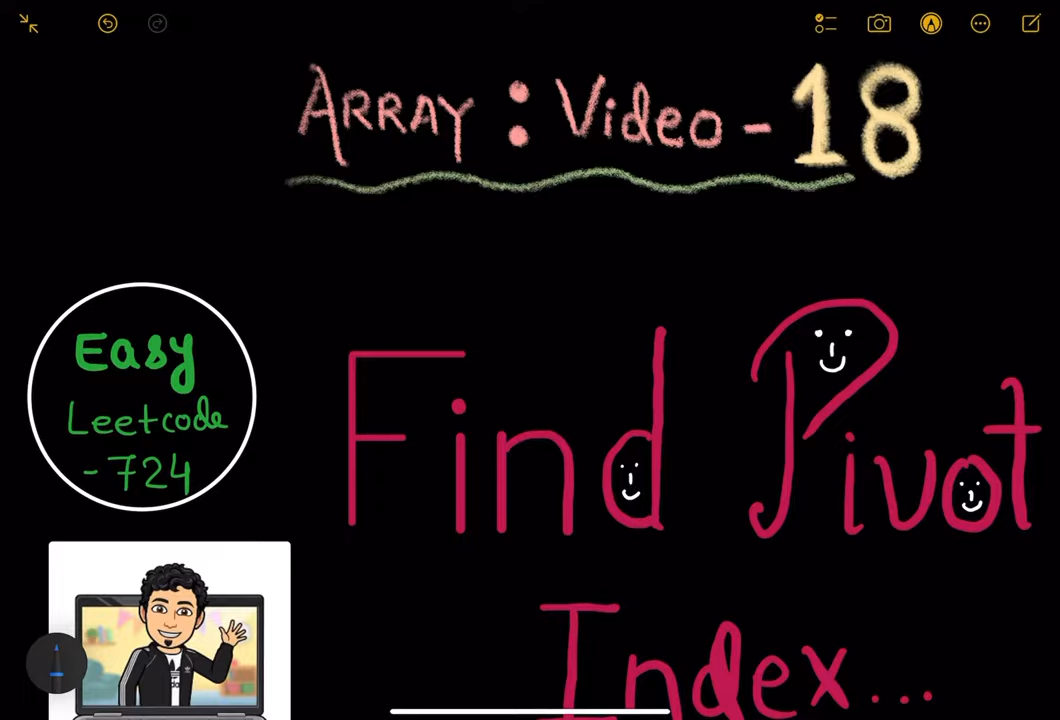 ARRAY : Video - 18
Easy
Leetcode
- 724
Find Pivot
Index...